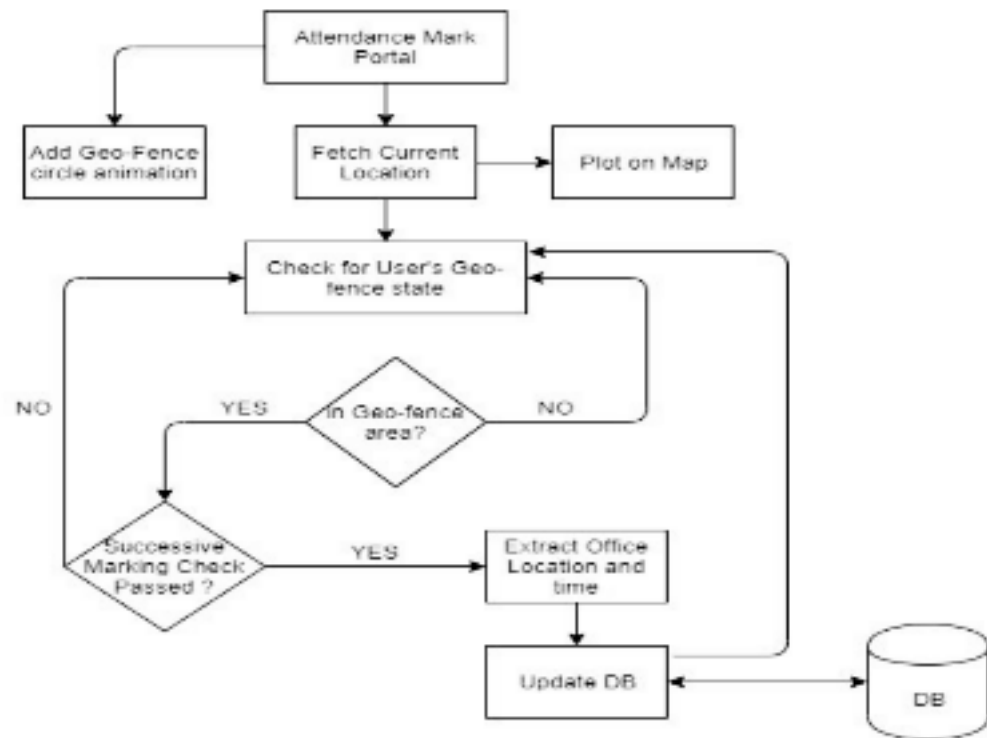 Attendance Mark
Portal
Add Geo-Fence
circle animation
Fetch Current
Location
Plot on Map
Check for User's Geo-
fence state
NO
YES
In Geo-fence
area?
NO
Successive
Marking Check
Passed ?
YES
Extract Office
Location and
time
Update DB
DB